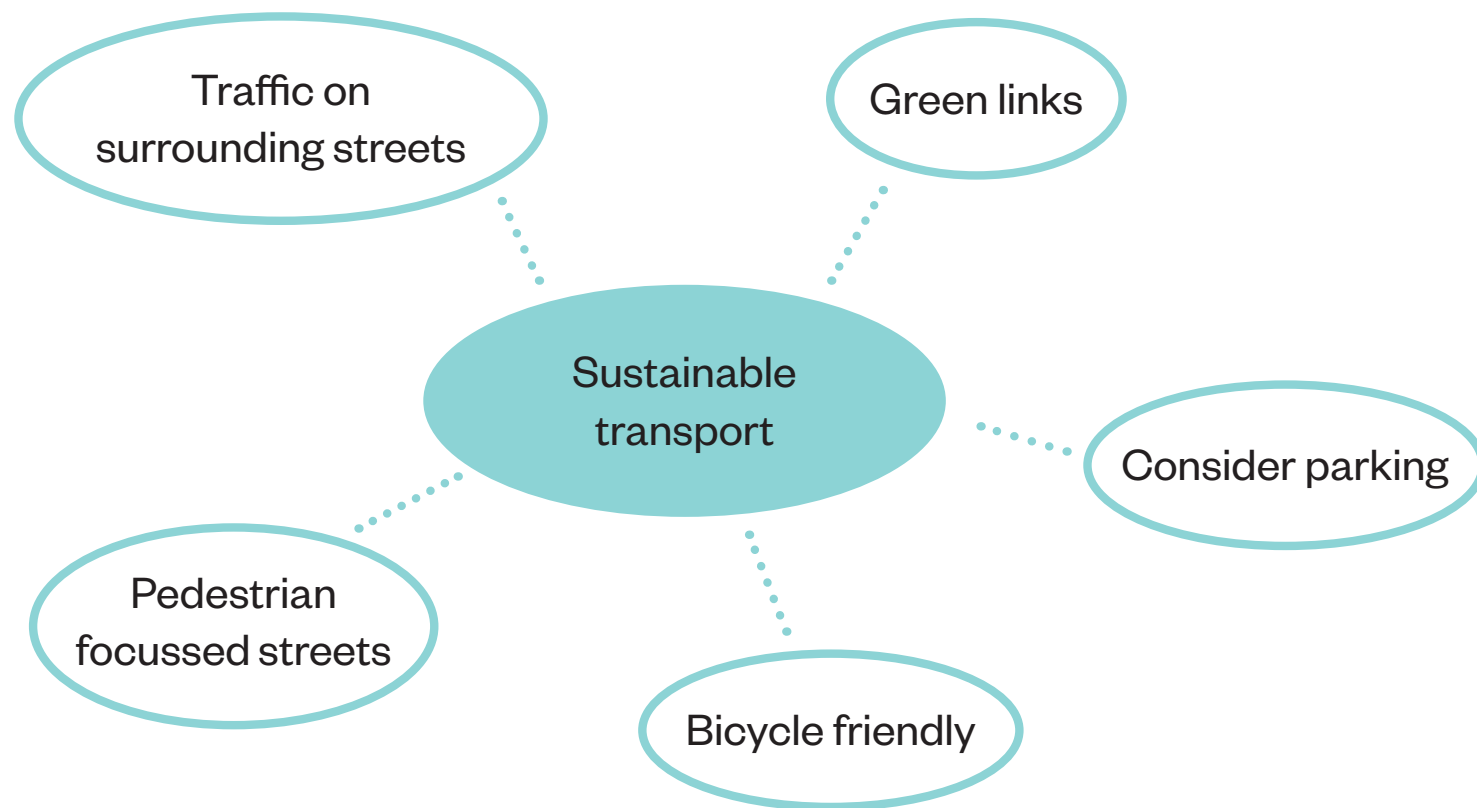 Traffic on
surrounding streets
Green links
Sustainable
transport
Consider parking
Pedestrian
focussed streets
Bicycle friendly